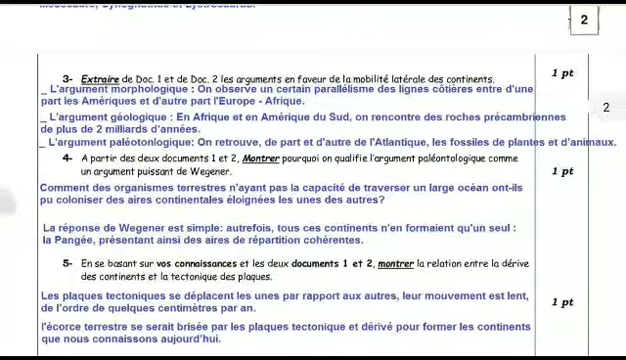 2
3- Extraire de Doc. 1 et de Doc. 2 les arguments en faveur de la mobilité latérale des continents.
1 pt
_ L'argument morphologique : On observe un certain parallélisme des lignes côtières entre d'une
part les Amériques et d'autre part l'Europe - Afrique.
2
_ L'argument géologique : En Afrique et en Amérique du Sud, on rencontre des roches précambriennes
de plus de 2 milliards d'années.
_ L'argument paléotonlogique: On retrouve, de part et d'autre de l'Atlantique, les fossiles de plantes et d'animaux.
4- A partir des deux documents 1 et 2, Montrer pourquoi on qualifie l'argument paléontologique comme
un argument puissant de Wegener.
1 pt
Comment des organismes terrestres n'ayant pas la capacité de traverser un large océan ont-ils
pu coloniser des aires continentales éloignées les unes des autres?
La réponse de Wegener est simple: autrefois, tous ces continents n'en formaient qu'un seul :
la Pangée, présentant ainsi des aires de répartition cohérentes.
5- En se basant sur vos connaissances et les deux documents 1 et 2, montrer la relation entre la dérive
des continents et la tectonique des plaques.
Les plaques tectoniques se déplacent les unes par rapport aux autres, leur mouvement est lent,
de l'ordre de quelques centimètres par an.
1 pt
l'écorce terrestre se serait brisée par les plaques tectonique et dérivé pour former les continents
que nous connaissons aujourd'hui.